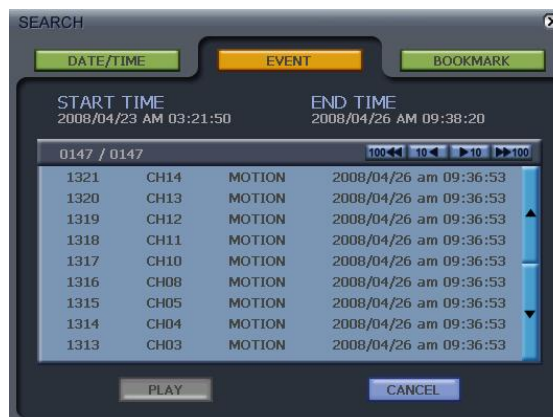 SEARCH
DATE/TIME EVENT BOOKMARK
START TIME END TIME
2008/04/23 AM 03:21:50 2008/04/26 AM 09:38:20
0147 / 0147 100◀◀ 10◀ ▶10 ▶▶100
1321 CH14 MOTION 2008/04/26 am 09:36:53
1320 CH13 MOTION 2008/04/26 am 09:36:53
1319 CH12 MOTION 2008/04/26 am 09:36:53
1318 CH11 MOTION 2008/04/26 am 09:36:53
1317 CH10 MOTION 2008/04/26 am 09:36:53
1316 CH08 MOTION 2008/04/26 am 09:36:53
1315 CH05 MOTION 2008/04/26 am 09:36:53
1314 CH04 MOTION 2008/04/26 am 09:36:53
1313 CH03 MOTION 2008/04/26 am 09:36:53
PLAY CANCEL